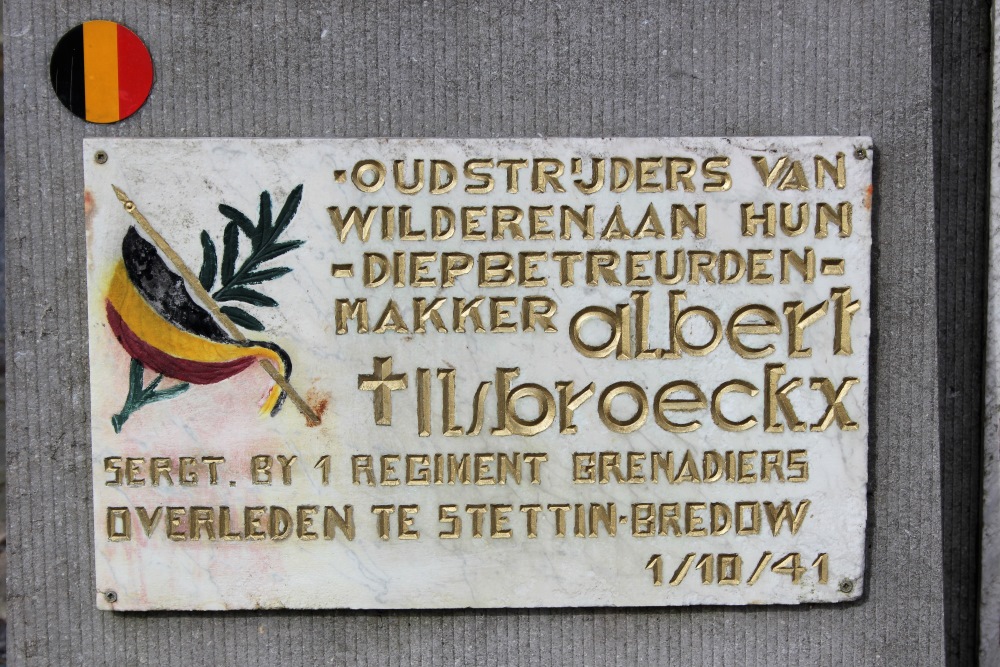 ·OUDSTRIJDERS VAN
WILDERENAAN HUN
-DIEPBETREURDEN-
MAKKER albert
✝ Ilsbroeckx
SERGT. BY 1 REGIMENT GRENADIERS
OVERLEDEN TE STETTIN-BREDOW
1/10/41